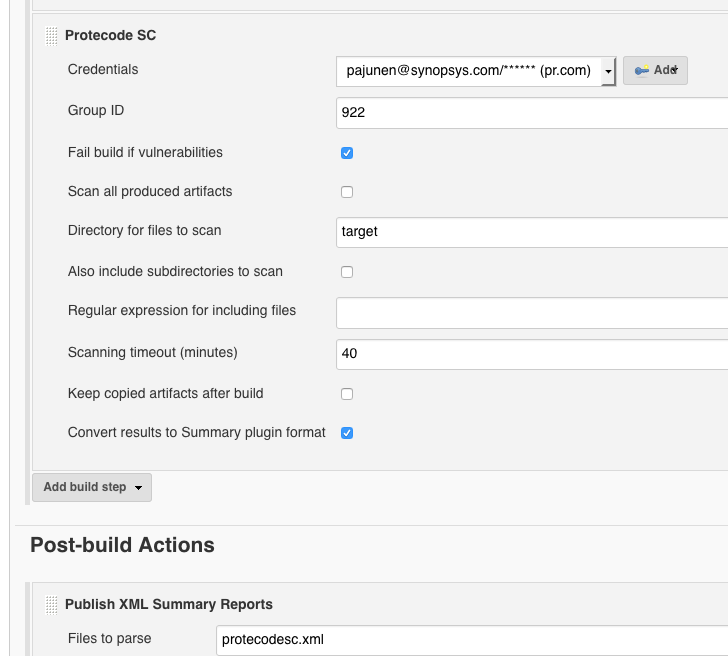 Protecode SC
Credentials pajunen@synopsys.com/****** (pr.com) Add
Group ID 922
Fail build if vulnerabilities
Scan all produced artifacts
Directory for files to scan target
Also include subdirectories to scan
Regular expression for including files
Scanning timeout (minutes) 40
Keep copied artifacts after build
Convert results to Summary plugin format
Add build step
Post-build Actions
Publish XML Summary Reports
Files to parse protecodesc.xml